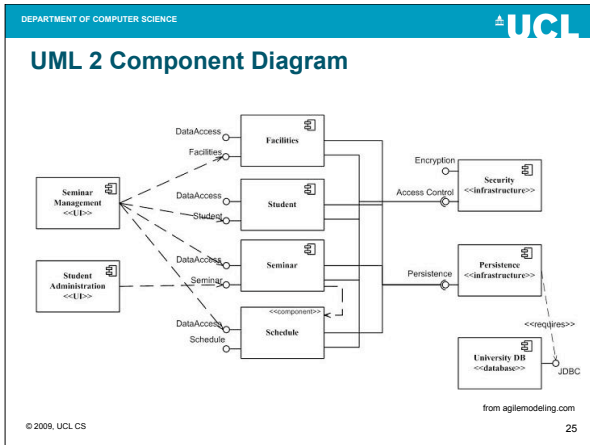 DEPARTMENT OF COMPUTER SCIENCE
UCL
UML 2 Component Diagram
DataAccess
Facilities
Facilities
Encryption
Security
<<infrastructure>>
Access Control
Seminar
Management
<<UI>>
DataAccess
Student
Student
DataAccess
Seminar
Seminar
Persistence
Persistence
<<infrastructure>>
Student
Administration
<<UI>>
<<component>>
DataAccess
Schedule
Schedule
<<requires>>
University DB
<<database>>
JDBC
from agilemodeling.com
© 2009, UCL CS
25